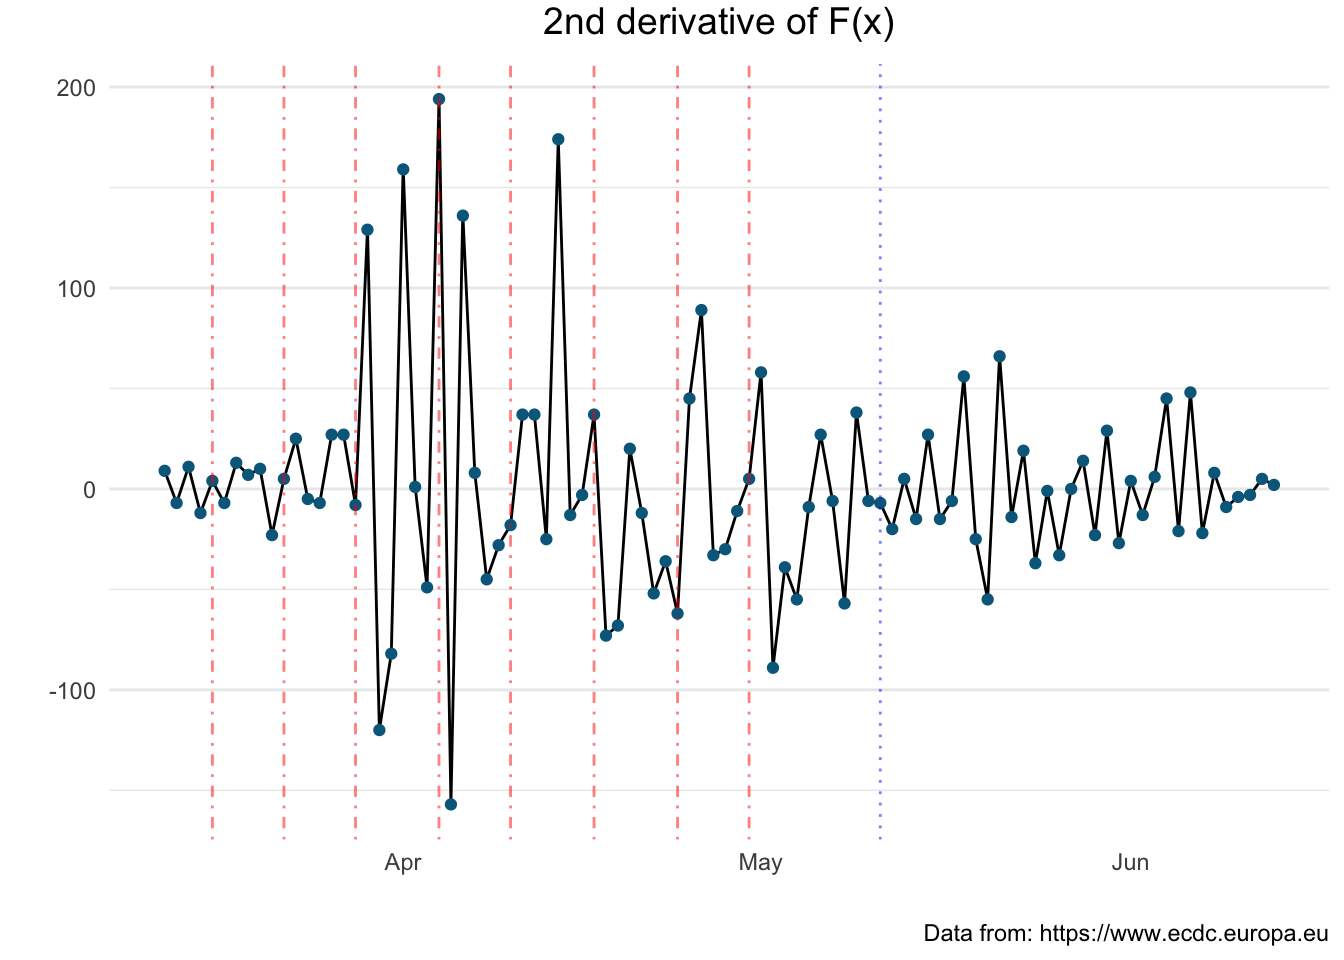 2nd derivative of F(x)
200
100
0
-100
Apr May Jun
Data from: https://www.ecdc.europa.eu